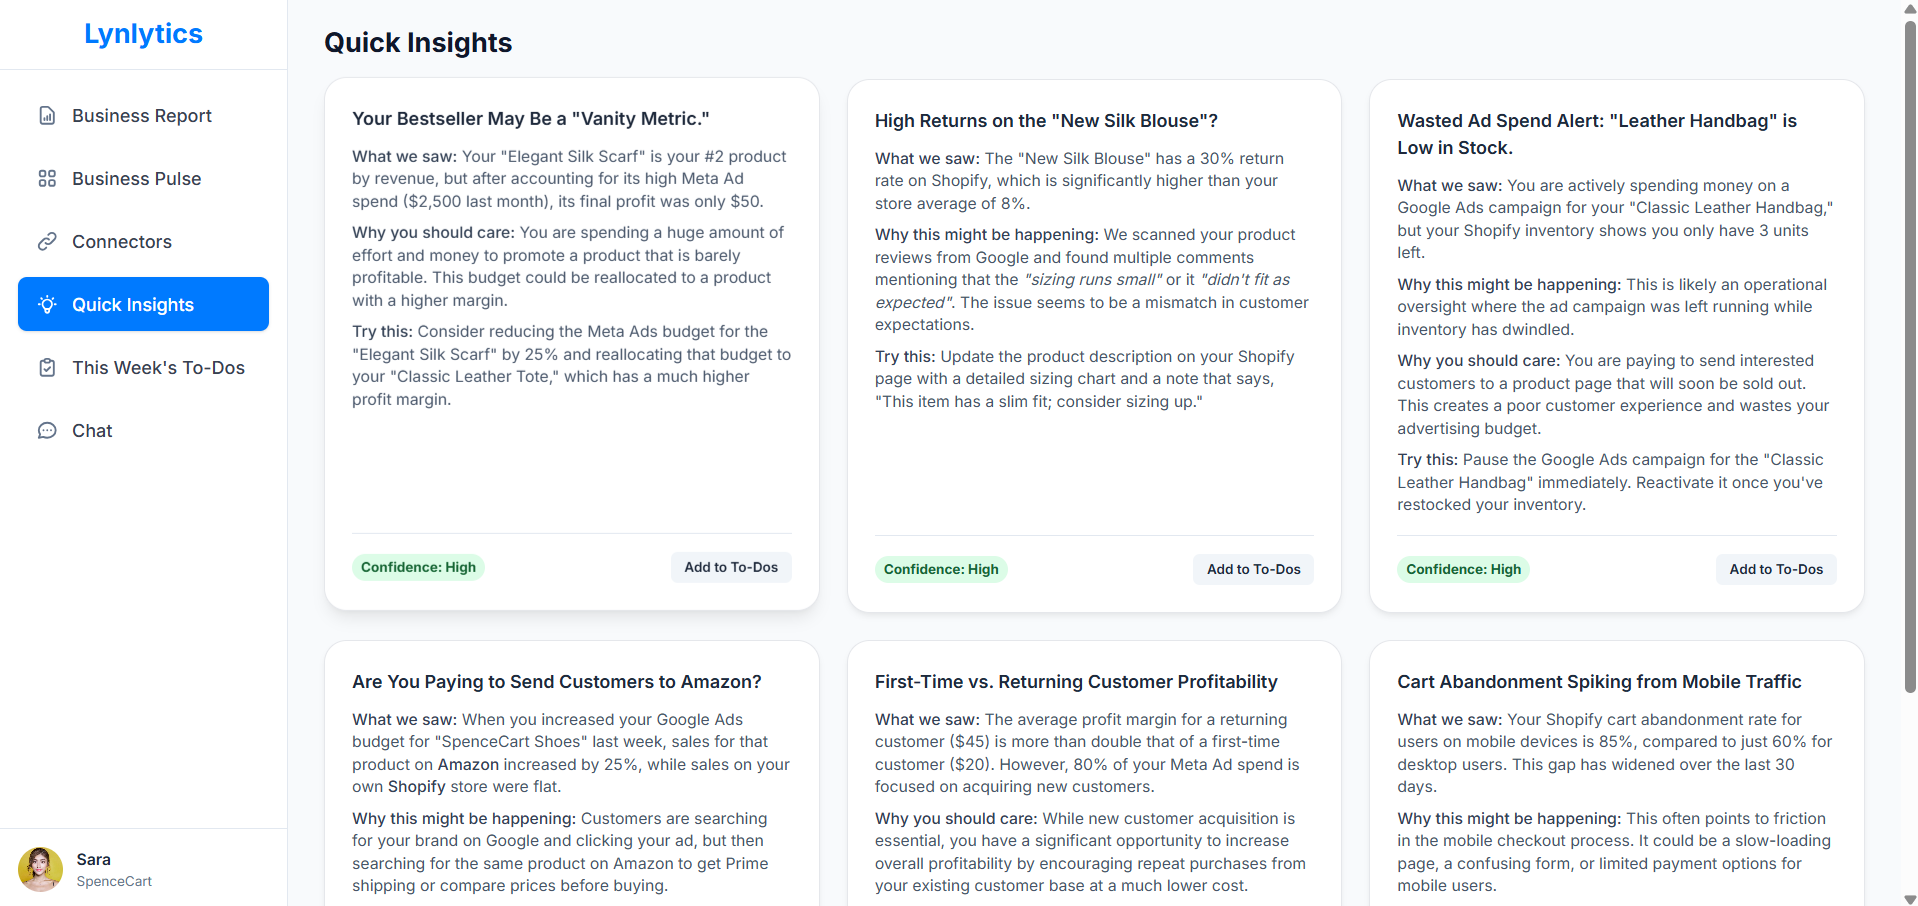 Lynlytics
Business Report
Business Pulse
Connectors
Quick Insights
This Week's To-Dos
Chat
Sara
SpenceCart
Quick Insights
Your Bestseller May Be a "Vanity Metric."
What we saw: Your "Elegant Silk Scarf" is your #2 product
by revenue, but after accounting for its high Meta Ad
spend ($2,500 last month), its final profit was only $50.
Why you should care: You are spending a huge amount of
effort and money to promote a product that is barely
profitable. This budget could be reallocated to a product
with a higher margin.
Try this: Consider reducing the Meta Ads budget for the
"Elegant Silk Scarf" by 25% and reallocating that budget to
your "Classic Leather Tote," which has a much higher
profit margin.
Confidence: High
Add to To-Dos
High Returns on the "New Silk Blouse"?
What we saw: The "New Silk Blouse" has a 30% return
rate on Shopify, which is significantly higher than your
store average of 8%.
Why this might be happening: We scanned your product
reviews from Google and found multiple comments
mentioning that the "sizing runs small" or it "didn't fit as
expected". The issue seems to be a mismatch in customer
expectations.
Try this: Update the product description on your Shopify
page with a detailed sizing chart and a note that says,
"This item has a slim fit; consider sizing up."
Confidence: High
Add to To-Dos
Wasted Ad Spend Alert: "Leather Handbag" is
Low in Stock.
What we saw: You are actively spending money on a
Google Ads campaign for your "Classic Leather Handbag,"
but your Shopify inventory shows you only have 3 units
left.
Why this might be happening: This is likely an operational
oversight where the ad campaign was left running while
inventory has dwindled.
Why you should care: You are paying to send interested
customers to a product page that will soon be sold out.
This creates a poor customer experience and wastes your
advertising budget.
Try this: Pause the Google Ads campaign for the "Classic
Leather Handbag" immediately. Reactivate it once you've
restocked your inventory.
Confidence: High
Add to To-Dos
Are You Paying to Send Customers to Amazon?
What we saw: When you increased your Google Ads
budget for "SpenceCart Shoes" last week, sales for that
product on Amazon increased by 25%, while sales on your
own Shopify store were flat.
Why this might be happening: Customers are searching
for your brand on Google and clicking your ad, but then
searching for the same product on Amazon to get Prime
shipping or compare prices before buying.
First-Time vs. Returning Customer Profitability
What we saw: The average profit margin for a returning
customer ($45) is more than double that of a first-time
customer ($20). However, 80% of your Meta Ad spend is
focused on acquiring new customers.
Why you should care: While new customer acquisition is
essential, you have a significant opportunity to increase
overall profitability by encouraging repeat purchases from
your existing customer base at a much lower cost.
Cart Abandonment Spiking from Mobile Traffic
What we saw: Your Shopify cart abandonment rate for
users on mobile devices is 85%, compared to just 60% for
desktop users. This gap has widened over the last 30
days.
Why this might be happening: This often points to friction
in the mobile checkout process. It could be a slow-loading
page, a confusing form, or limited payment options for
mobile users.